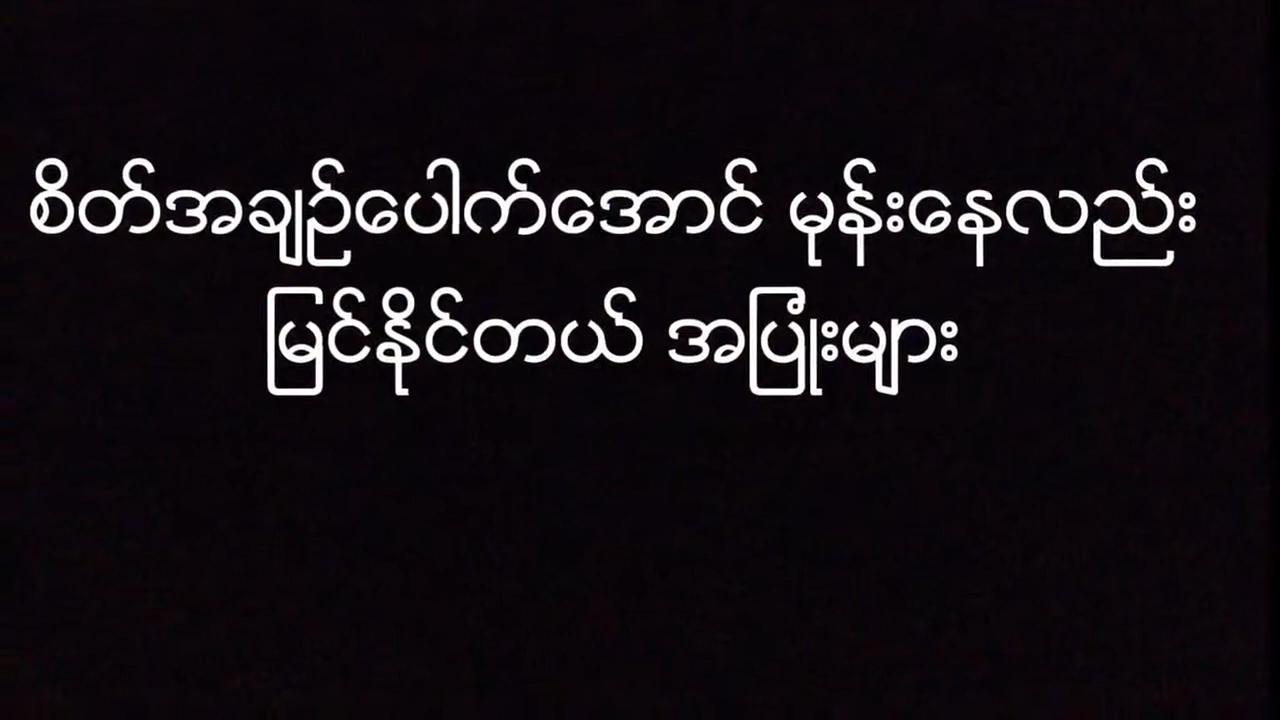 စိတ်အချဉ်ပေါက်အောင် မုန်းနေလည်း
မြင်နိုင်တယ် အပြုံးများ